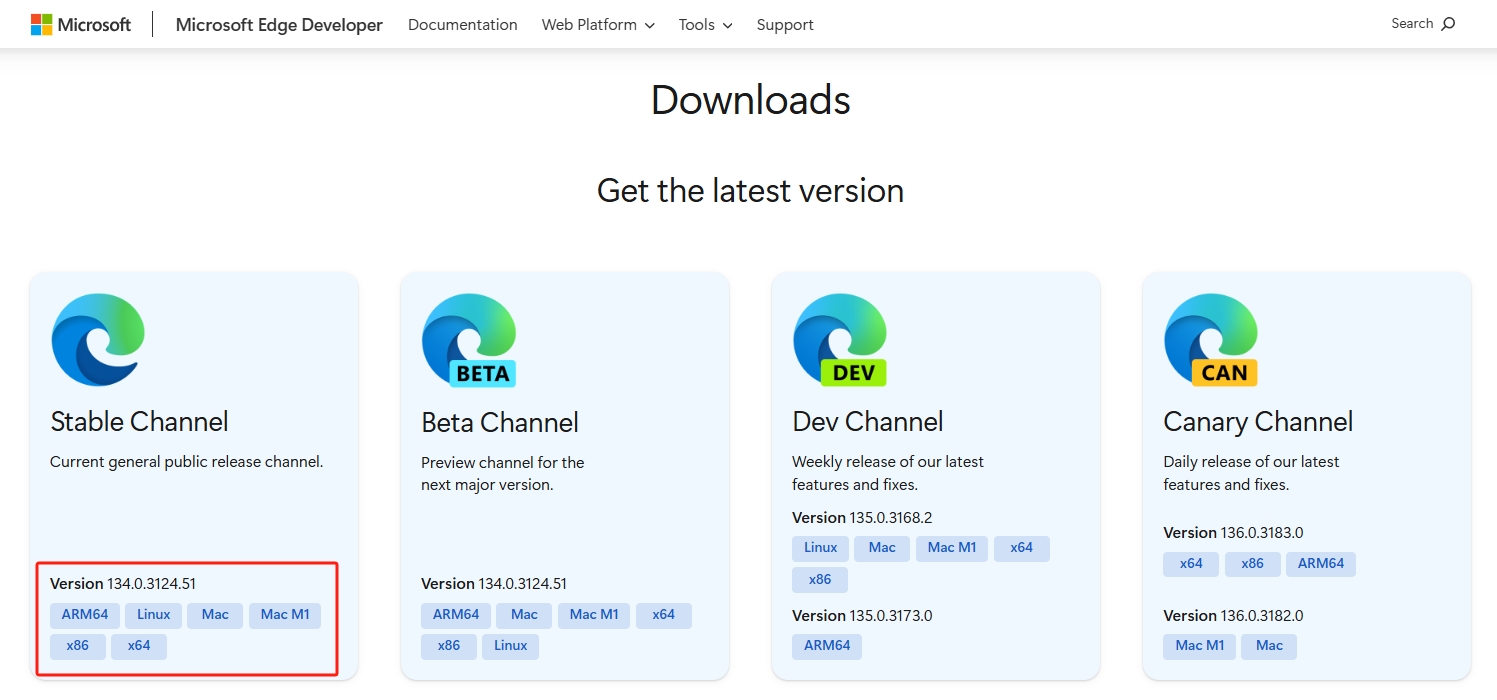 Microsoft Microsoft Edge Developer Documentation Web Platform Tools Support Search
Downloads
Get the latest version
Stable Channel
Current general public release channel.
Version 134.0.3124.51
ARM64 Linux Mac Mac M1
x86 x64
BETA
Beta Channel
Preview channel for the
next major version.
Version 134.0.3124.51
ARM64 Mac Mac M1 x64
x86 Linux
DEV
Dev Channel
Weekly release of our latest
features and fixes.
Version 135.0.3168.2
Linux Mac Mac M1 x64
x86
Version 135.0.3173.0
ARM64
CAN
Canary Channel
Daily release of our latest
features and fixes.
Version 136.0.3183.0
x64 x86 ARM64
Version 136.0.3182.0
Mac M1 Mac